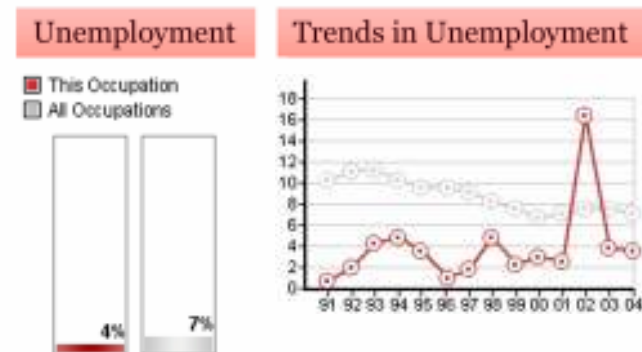 Unemployment
Trends in Unemployment
This Occupation
All Occupations
4%
7%
18
16
14
12
10
8
6
4
2
0
91 92 93 94 95 96 97 98 99 00 01 02 03 04